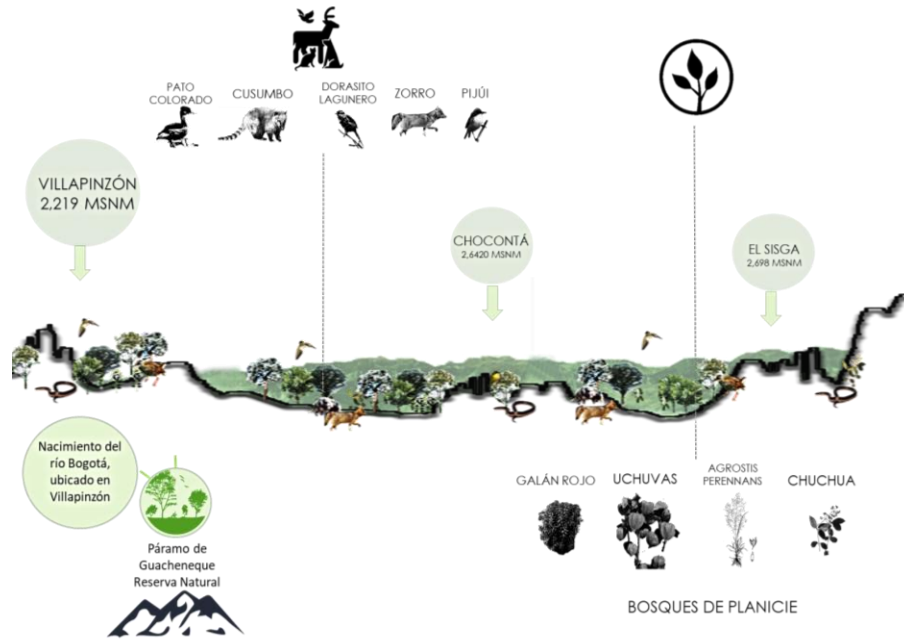 PATO
COLORADO
CUSUMBO
DORASITO
LAGUNERO
ZORRO
PIJÚI
VILLAPINZÓN
2,219 MSNM
CHOCONTÁ
2,6420 MSNM
EL SISGA
2,698 MSNM
Nacimiento del
río Bogotá,
ubicado en
Villapinzón
Páramo de
Guacheneque
Reserva Natural
GALÁN ROJO
UCHUVAS
AGROSTIS
PERENNANS
CHUCHUA
BOSQUES DE PLANICIE